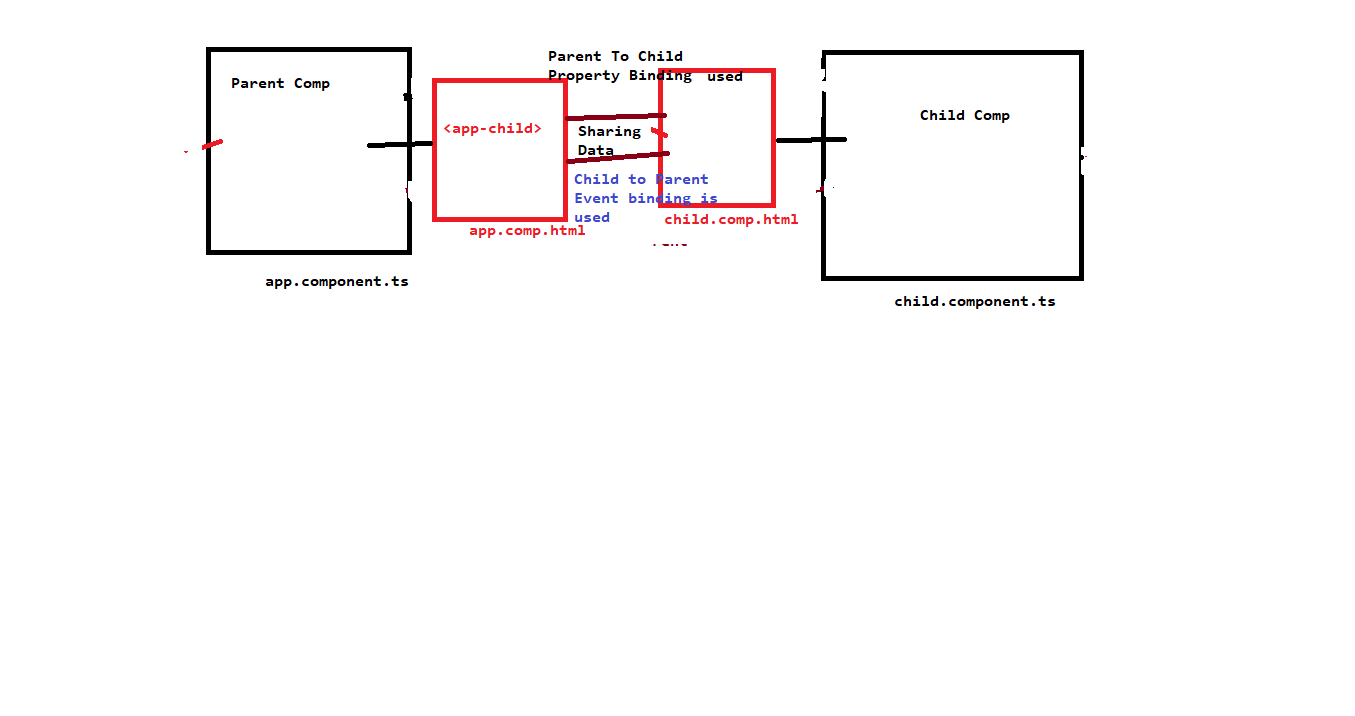 Parent To Child
Property Binding used
Parent Comp
<app-child>
Sharing
Data
Child Comp
Child to Parent
Event binding is
used
app.comp.html
child.comp.html
app.component.ts
child.component.ts